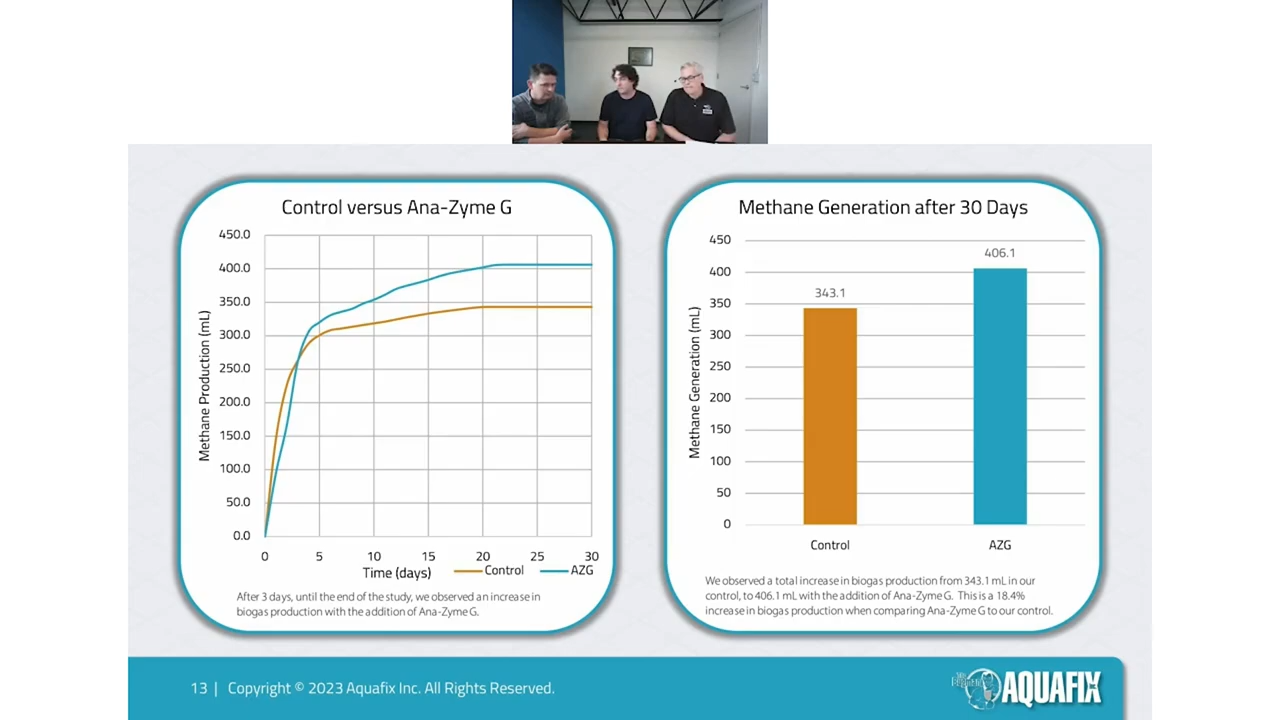 Control versus Ana-Zyme G
450.0
400.0
350.0
300.0
250.0
200.0
150.0
100.0
50.0
0.0
Methane Production (mL)
0 5 10 15 20 25 30
Time (days)
Control AZG
After 3 days, until the end of the study, we observed an increase in
biogas production with the addition of Ana-Zyme G.
Methane Generation after 30 Days
450
400
350
300
250
200
150
100
50
0
Methane Generation (mL)
343.1
406.1
Control AZG
We observed a total increase in biogas production from 343.1 mL in our
control, to 406.1 mL with the addition of Ana-Zyme G. This is a 18.4%
increase in biogas production when comparing Ana-Zyme G to our control.
13 | Copyright © 2023 Aquafix Inc. All Rights Reserved.
AQUAFIX